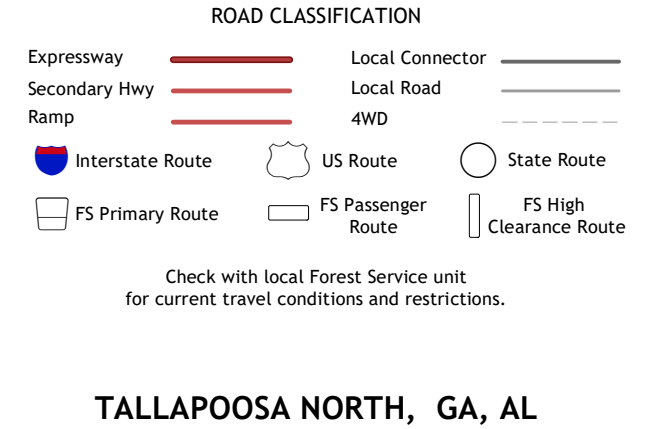 ROAD CLASSIFICATION
Expressway
Local Connector
Secondary Hwy
Local Road
Ramp
4WD
Interstate Route
US Route
State Route
FS Primary Route
FS Passenger
Route
FS High
Clearance Route
Check with local Forest Service unit
for current travel conditions and restrictions.
TALLAPOOSA NORTH, GA, AL